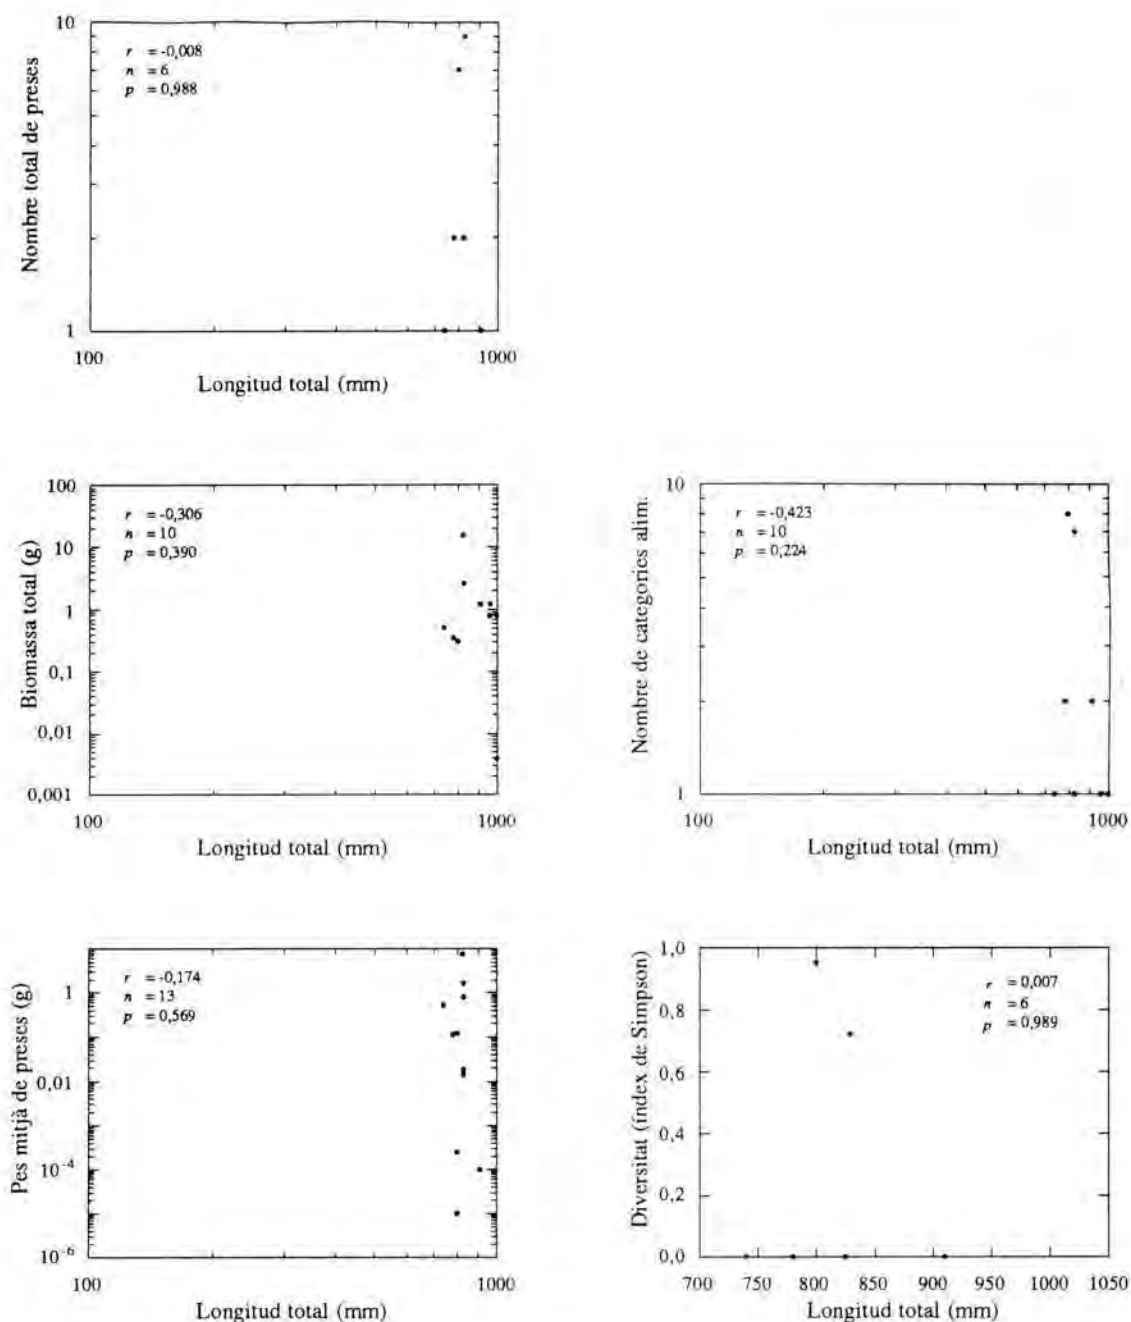 Nombre total de preses
10
1
r = -0,008
n = 6
p = 0,988
100 1000
Longitud total (mm)
Biomassa total (g)
100
10
1
0,1
0,01
0,001
r = -0,306
n = 10
p = 0,390
100 1000
Longitud total (mm)
Nombre de categories alim.
10
1
r = -0,423
n = 10
p = 0,224
100 1000
Longitud total (mm)
Pes mitjà de preses (g)
1
0,01
10⁻⁴
10⁻⁶
r = -0,174
n = 13
p = 0,569
100 1000
Longitud total (mm)
Diversitat (índex de Simpson)
1,0
0,8
0,6
0,4
0,2
0,0
r = 0,007
n = 6
p = 0,989
700 750 800 850 900 950 1000 1050
Longitud total (mm)